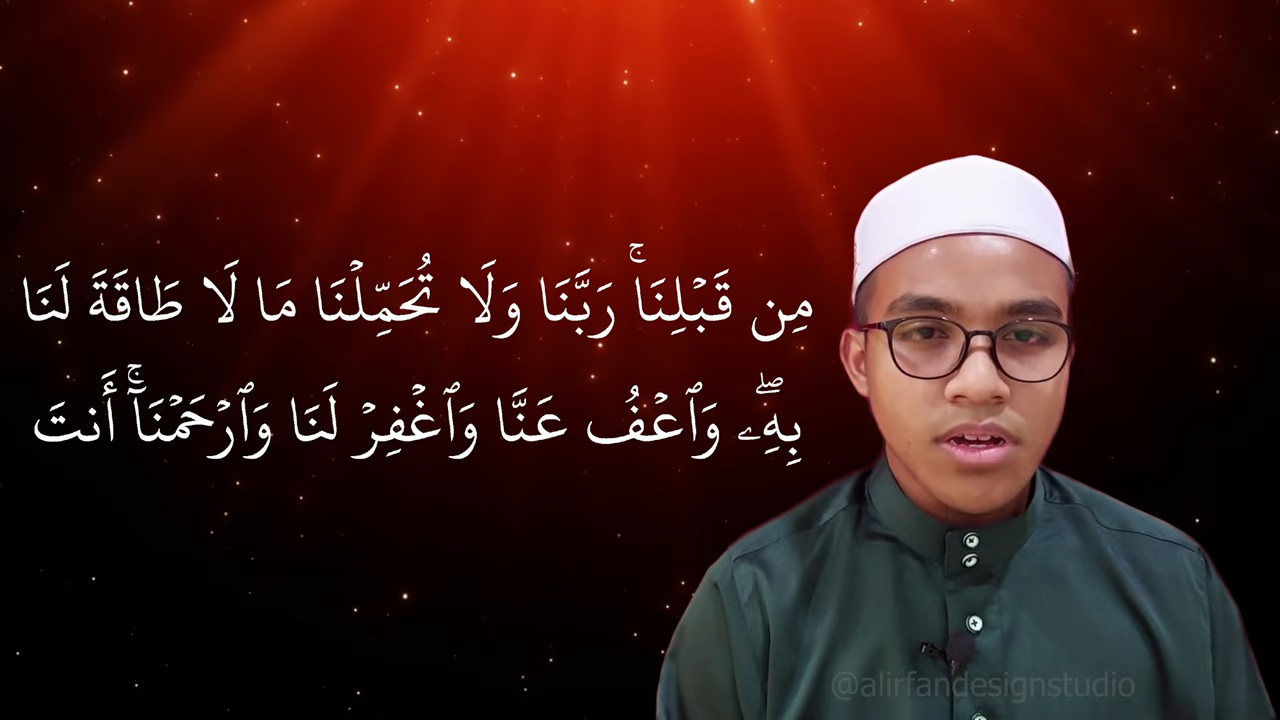 مِن قَبْلِنَاۚ رَبَّنَا وَلَا تُحَمِّلْنَا مَا لَا طَاقَةَ لَنَا
بِهِۦۖ وَٱعْفُ عَنَّا وَٱغْفِرْ لَنَا وَٱرْحَمْنَآۚ أَنتَ
@alirfandesignstudio